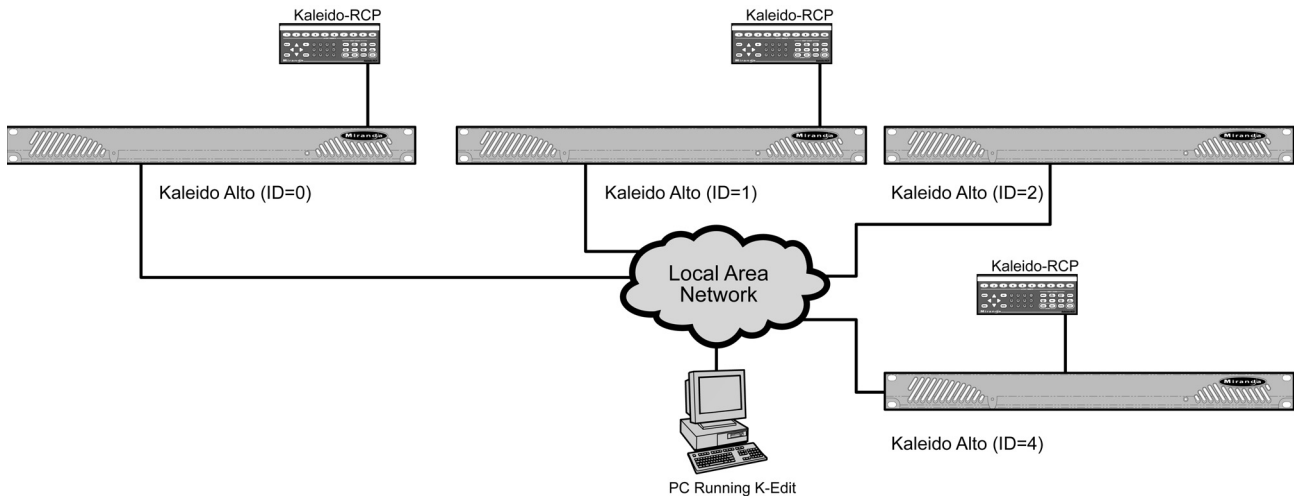 Kaleido-RCP
Kaleido-RCP
Miranda
Miranda
Miranda
Kaleido Alto (ID=0)
Kaleido Alto (ID=1)
Kaleido Alto (ID=2)
Local Area
Network
Kaleido-RCP
Miranda
Kaleido Alto (ID=4)
PC Running K-Edit